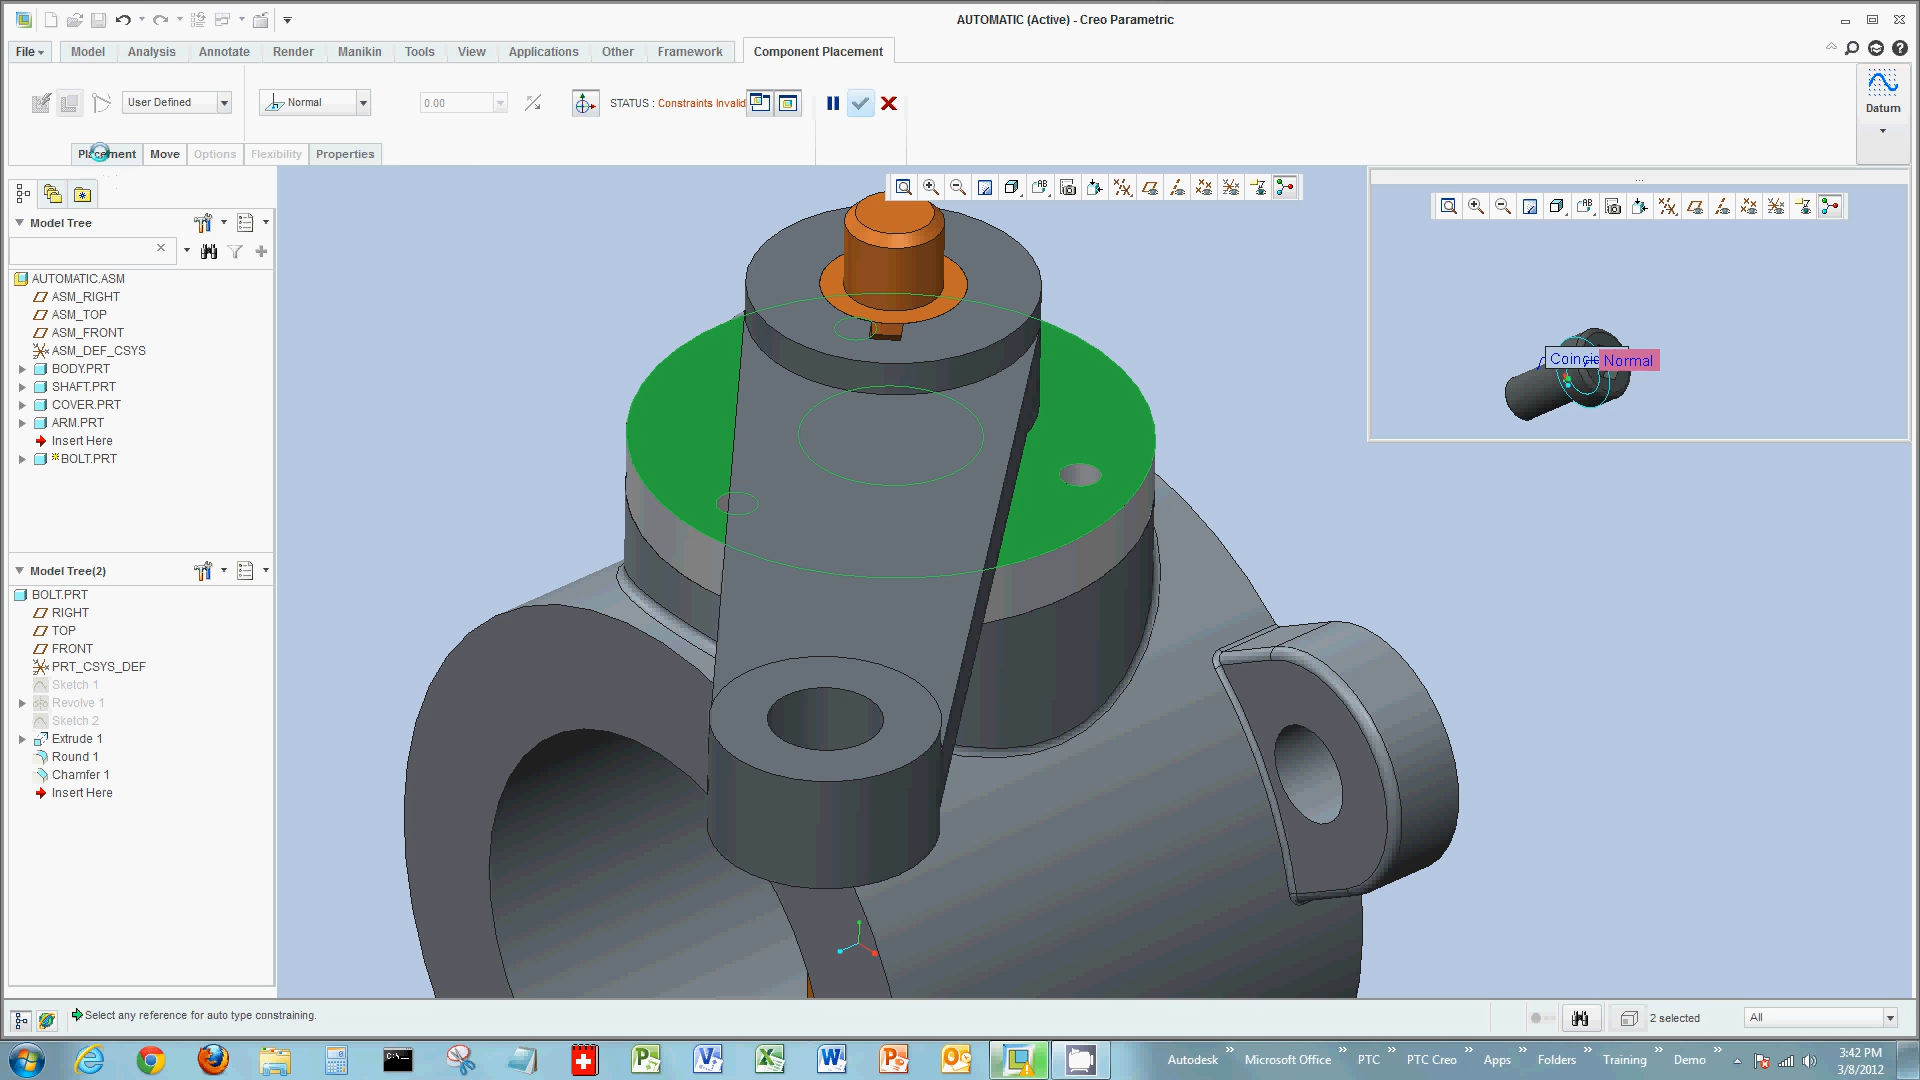 AUTOMATIC (Active) - Creo Parametric
File Model Analysis Annotate Render Manikin Tools View Applications Other Framework Component Placement
User Defined Normal 0.00 STATUS : Constraints Invalid
Datum
Placement Move Options Flexibility Properties
Model Tree
AUTOMATIC.ASM
ASM_RIGHT
ASM_TOP
ASM_FRONT
ASM_DEF_CSYS
BODY.PRT
SHAFT.PRT
COVER.PRT
ARM.PRT
Insert Here
BOLT.PRT
Normal
Model Tree(2)
BOLT.PRT
RIGHT
TOP
FRONT
PRT_CSYS_DEF
Sketch 1
Revolve 1
Sketch 2
Extrude 1
Round 1
Chamfer 1
Insert Here
Select any reference for auto type constraining.
2 selected
All
Autodesk » Microsoft Office » PTC » PTC Creo » Apps » Folders » Training » Demo »
3:42 PM
3/8/2012